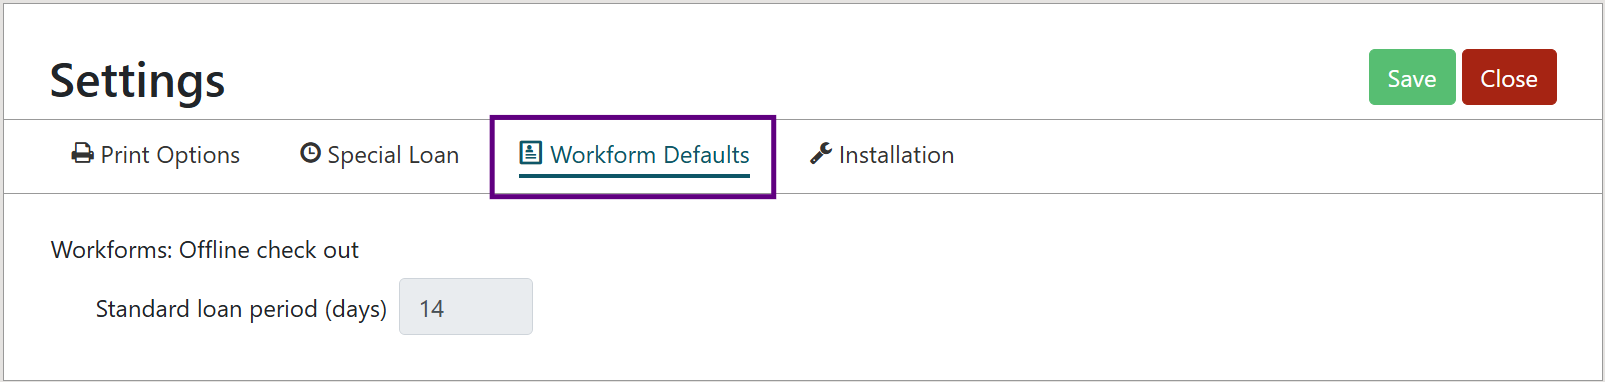 Settings
Save Close
Print Options Special Loan Workform Defaults Installation
Workforms: Offline check out
Standard loan period (days) 14